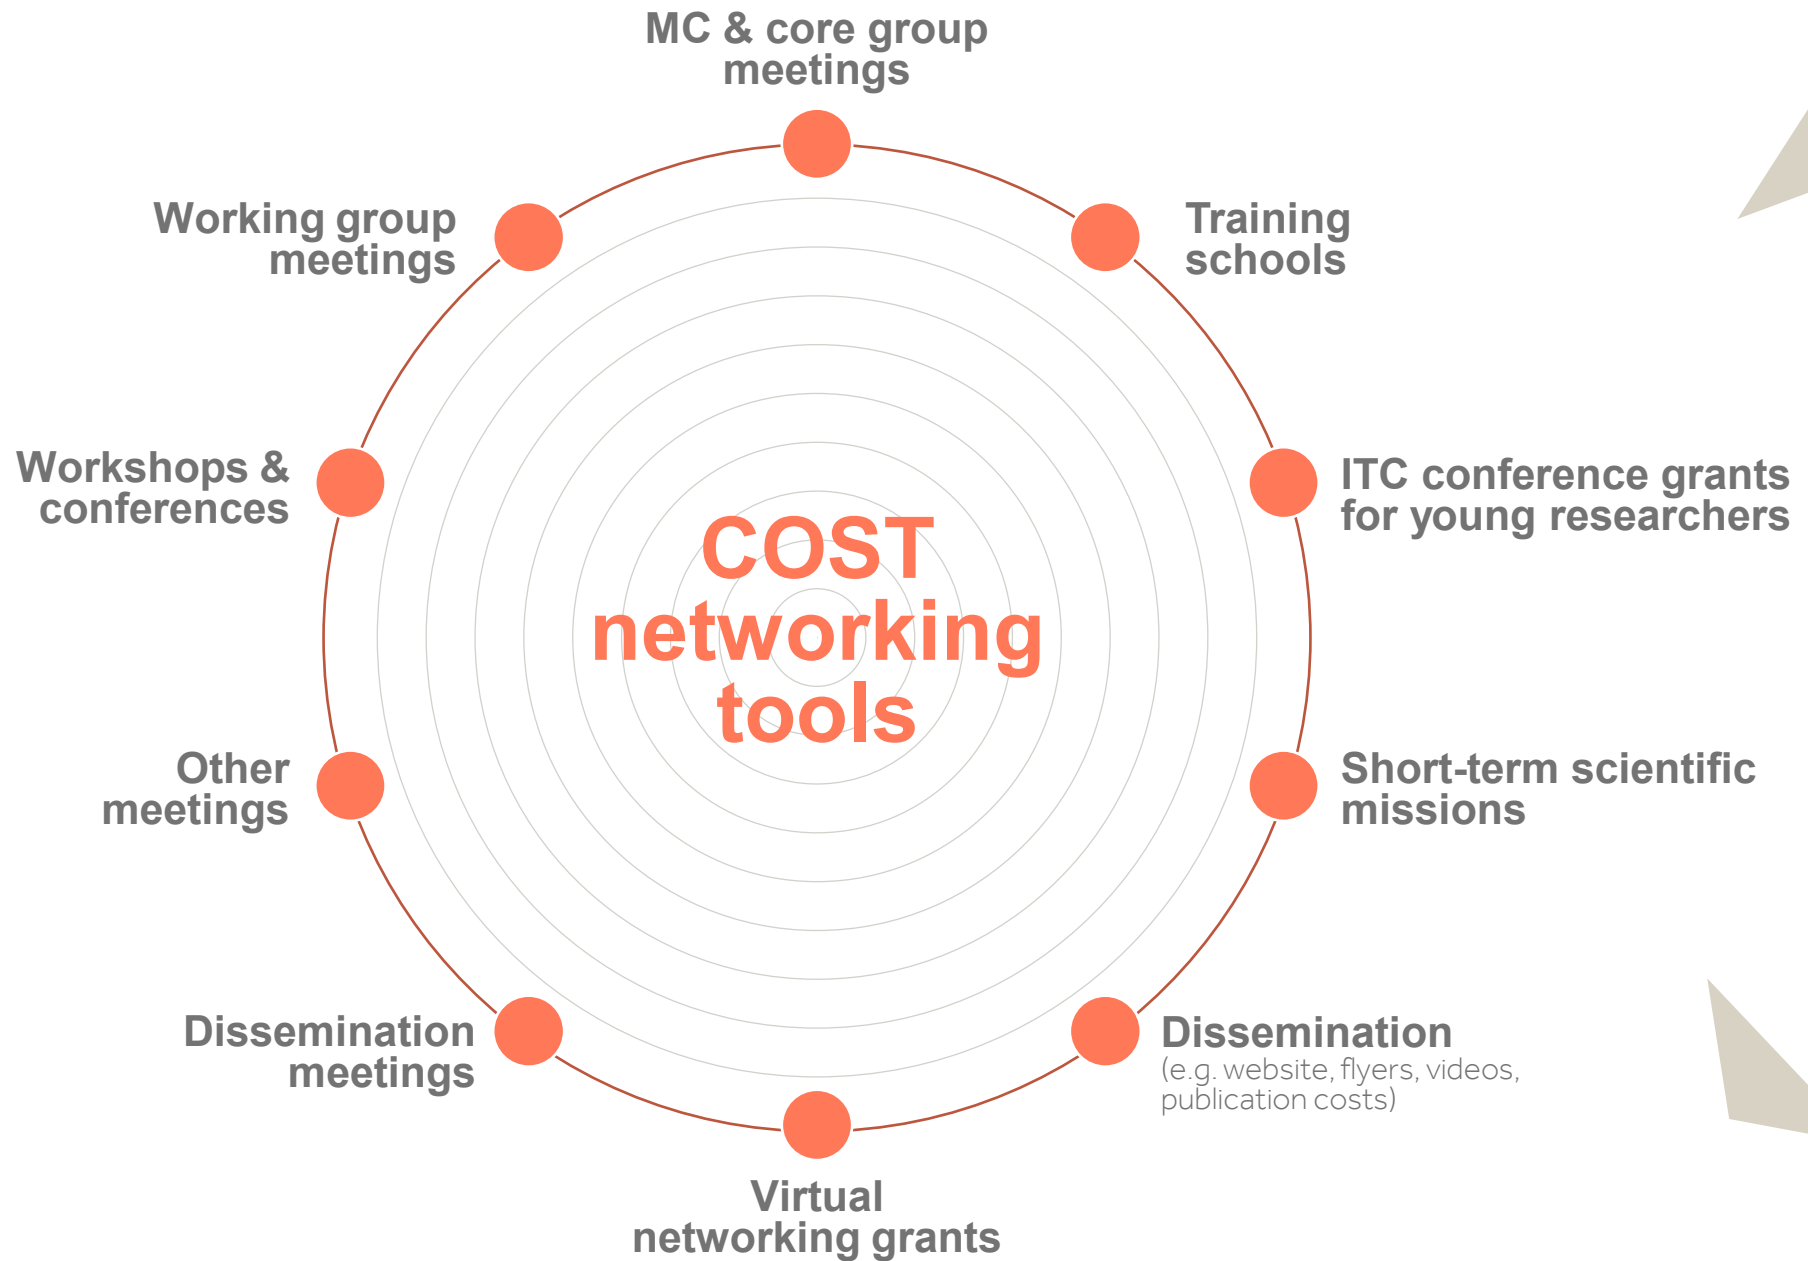 MC & core group
meetings
Working group
meetings
Training
schools
Workshops &
conferences
ITC conference grants
for young researchers
COST
networking
tools
Other
meetings
Short-term scientific
missions
Dissemination
meetings
Dissemination
(e.g. website, flyers, videos,
publication costs)
Virtual
networking grants